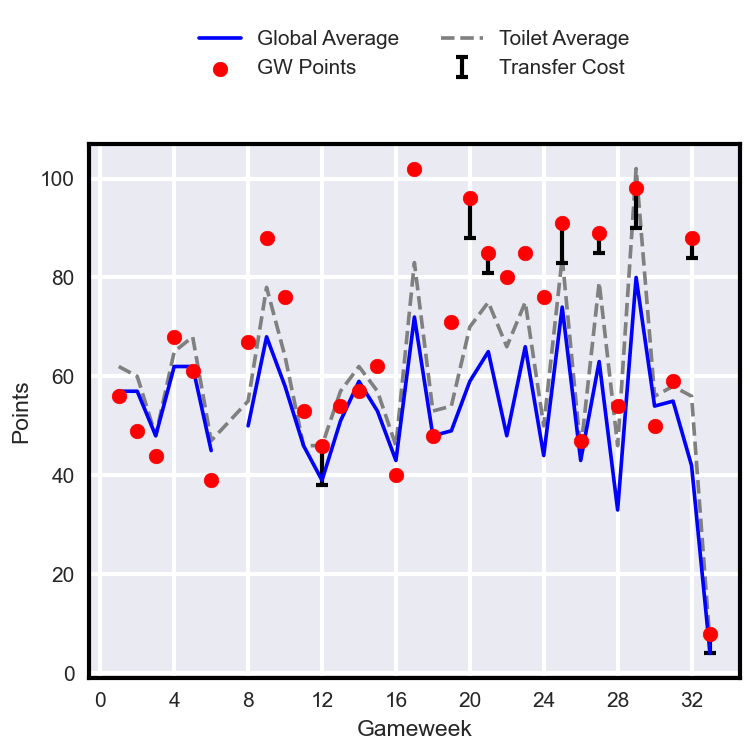 Global Average
Toilet Average
GW Points
Transfer Cost
100
80
60
40
20
0
Points
0 4 8 12 16 20 24 28 32
Gameweek